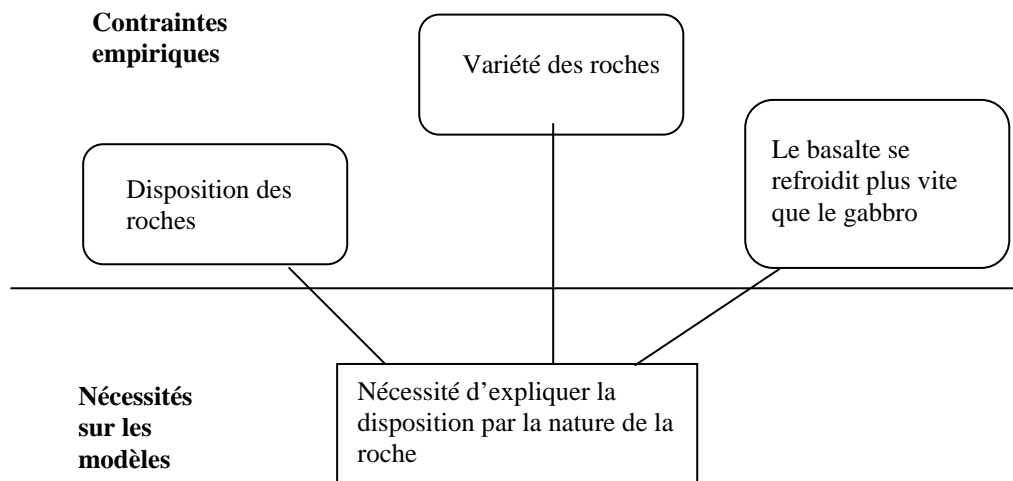 Contraintes
empiriques
Variété des roches
Le basalte se
refroidit plus vite
que le gabbro
Disposition des
roches
Nécessités
sur les
modèles
Nécessité d’expliquer la
disposition par la nature de la
roche